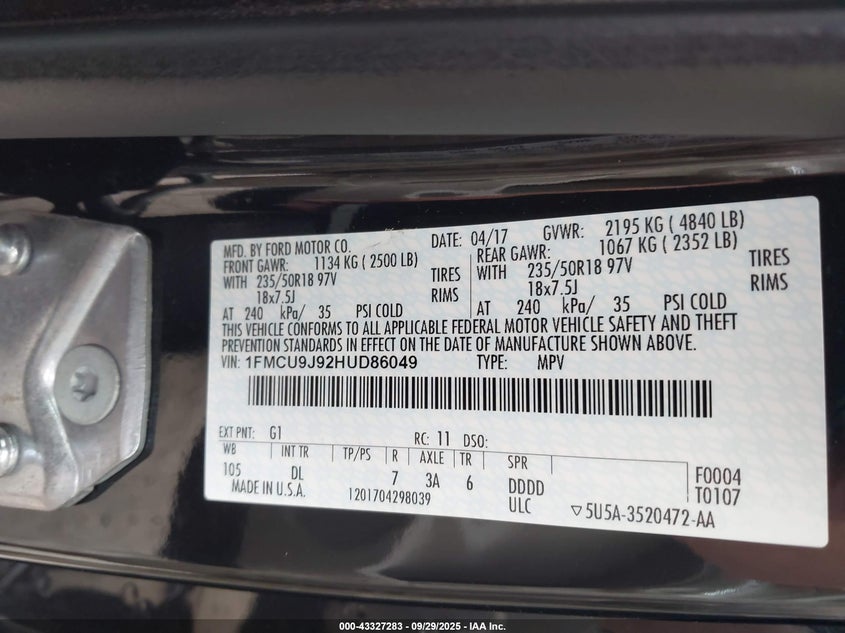 MFD. BY FORD MOTOR CO. DATE: 04/17 GVWR: 2195 KG ( 4840 LB)
FRONT GAWR: 1134 KG ( 2500 LB) REAR GAWR: 1067 KG ( 2352 LB)
WITH 235/50R18 97V TIRES WITH 235/50R18 97V TIRES
18x7.5J RIMS 18x7.5J RIMS
AT 240 kPa/ 35 PSI COLD AT 240 kPa/ 35 PSI COLD
THIS VEHICLE CONFORMS TO ALL APPLICABLE FEDERAL MOTOR VEHICLE SAFETY AND THEFT
PREVENTION STANDARDS IN EFFECT ON THE DATE OF MANUFACTURE SHOWN ABOVE.
VIN: 1FMCU9J92HUD86049 TYPE: MPV
EXT PNT: G1 RC: 11 DSO:
WB INT TR TP/PS R AXLE TR SPR
105 DL 7 3A 6 DDDD F0004
MADE IN U.S.A. 1201704298039 ULC T0107
▽5U5A-3520472-AA
000-43327283 - 09/29/2025 - IAA Inc.